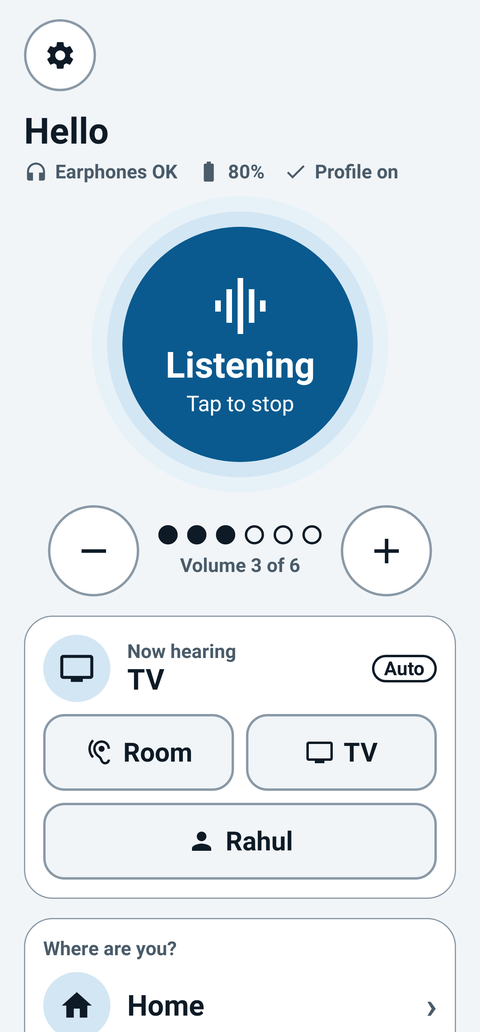 Hello
Earphones OK 80% Profile on
Listening
Tap to stop
Volume 3 of 6
Now hearing
TV
Auto
Room TV
Rahul
Where are you?
Home